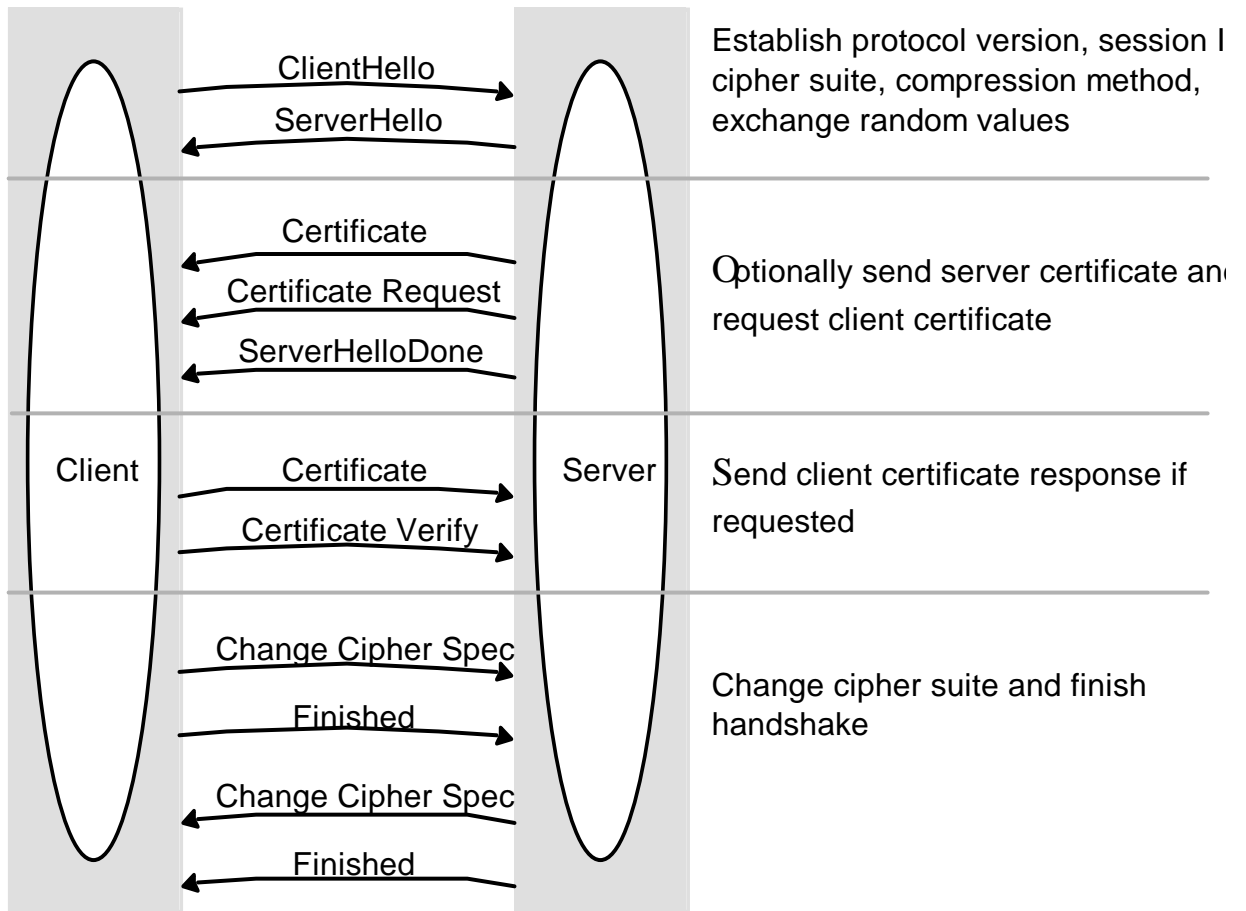 ClientHello
ServerHello
Establish protocol version, session I
cipher suite, compression method,
exchange random values
Certificate
Certificate Request
ServerHelloDone
Optionally send server certificate an
request client certificate
Client
Certificate
Certificate Verify
Server
Send client certificate response if
requested
Change Cipher Spec
Finished
Change Cipher Spec
Finished
Change cipher suite and finish
handshake